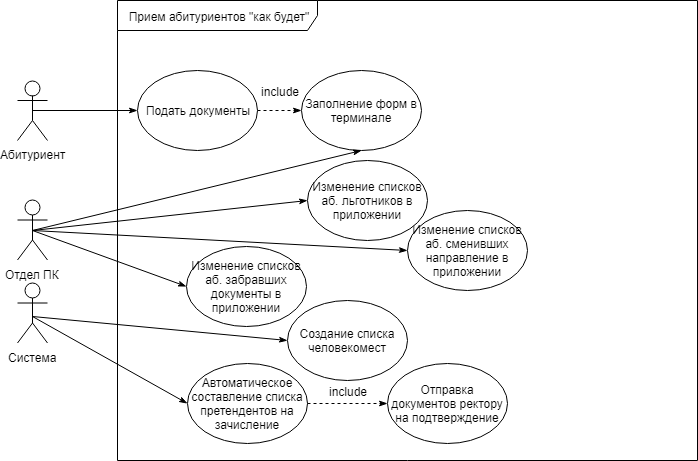 Прием абитуриентов "как будет"
Абитуриент
Подать документы
include
Заполнение форм в
терминале
Изменение списков
аб. льготников в
приложении
Отдел ПК
Изменение списков
аб. сменивших
направление в
приложении
Изменение списков
аб. забравших
документы в
приложении
Система
Создание списка
человекомест
Автоматическое
составление списка
претендентов на
зачисление
include
Отправка
документов ректору
на подтверждение